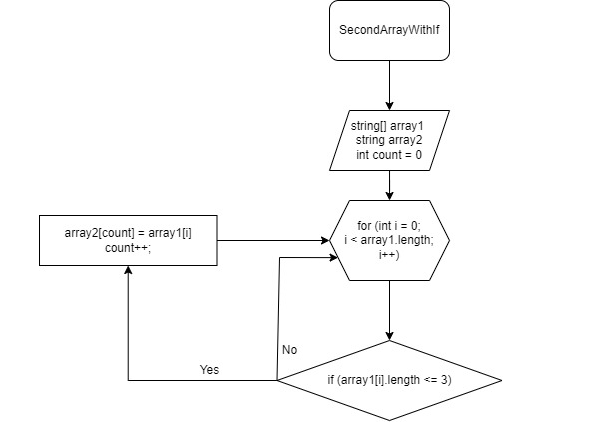 SecondArrayWithIf
string[] array1
string array2
int count = 0
for (int i = 0;
i < array1.length;
i++)
array2[count] = array1[i]
count++;
No
Yes
if (array1[i].length <= 3)